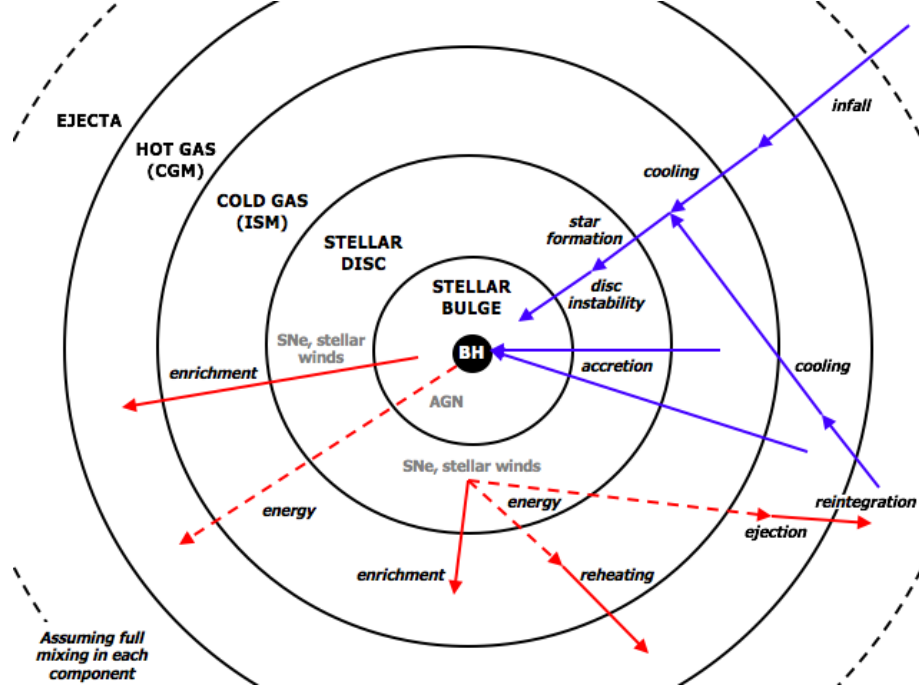 infall
EJECTA
HOT GAS
(CGM)
cooling
COLD GAS
(ISM)
star
formation
STELLAR
DISC
disc
instability
STELLAR
BULGE
SNe, stellar
winds
BH
accretion
cooling
enrichment
AGN
SNe, stellar winds
energy
energy
reintegration
ejection
enrichment
reheating
Assuming full
mixing in each
component